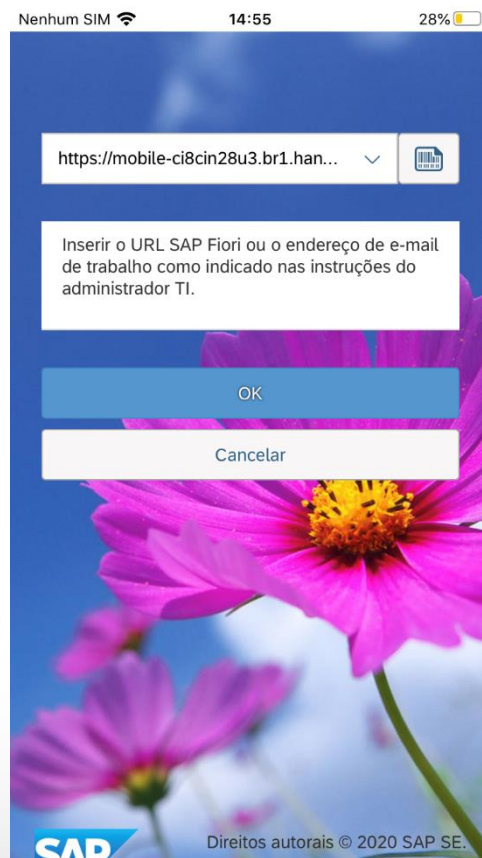 Nenhum SIM 14:55 28%
https://mobile-ci8cin28u3.br1.han...
Inserir o URL SAP Fiori ou o endereço de e-mail
de trabalho como indicado nas instruções do
administrador TI.
OK
Cancelar
SAP
Direitos autorais © 2020 SAP SE.